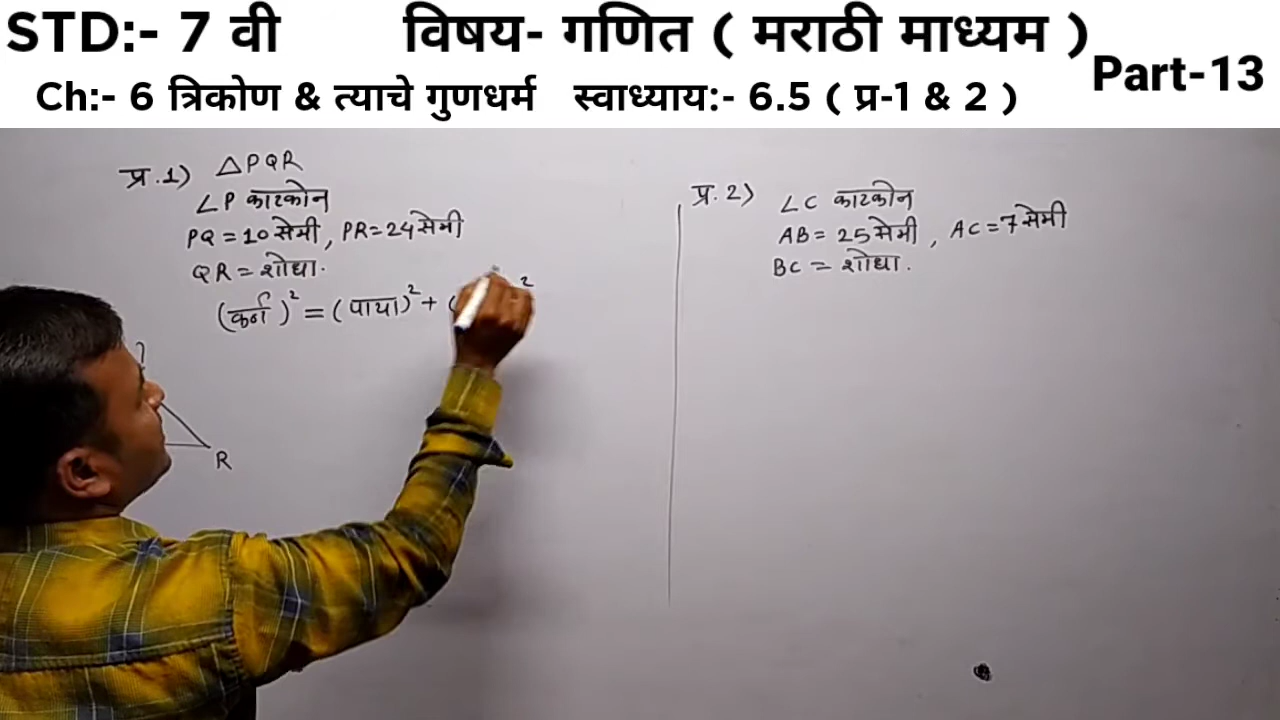 STD:- 7 वी विषय- गणित ( मराठी माध्यम )
Part-13
Ch:- 6 त्रिकोण & त्याचे गुणधर्म स्वाध्याय:- 6.5 ( प्र-1 & 2 )
प्र.1) △PQR
∠P काटकोन
PQ = 10 सेमी, PR = 24 सेमी
QR = शोधा.
(कर्ण)² = (पाया)² + ( ²
?
R
प्र. 2) ∠C काटकोन
AB = 25 सेमी, AC = 7 सेमी
BC = शोधा.